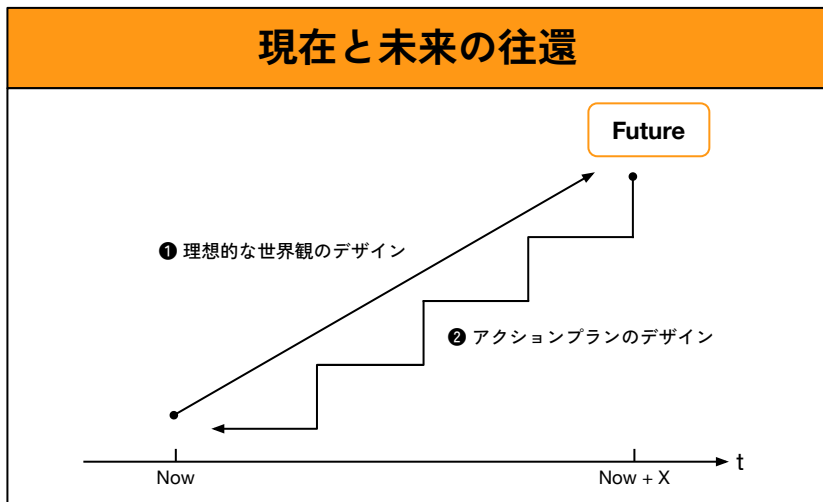 現在と未来の往還
Future
❶ 理想的な世界観のデザイン
❷ アクションプランのデザイン
t
Now
Now + X